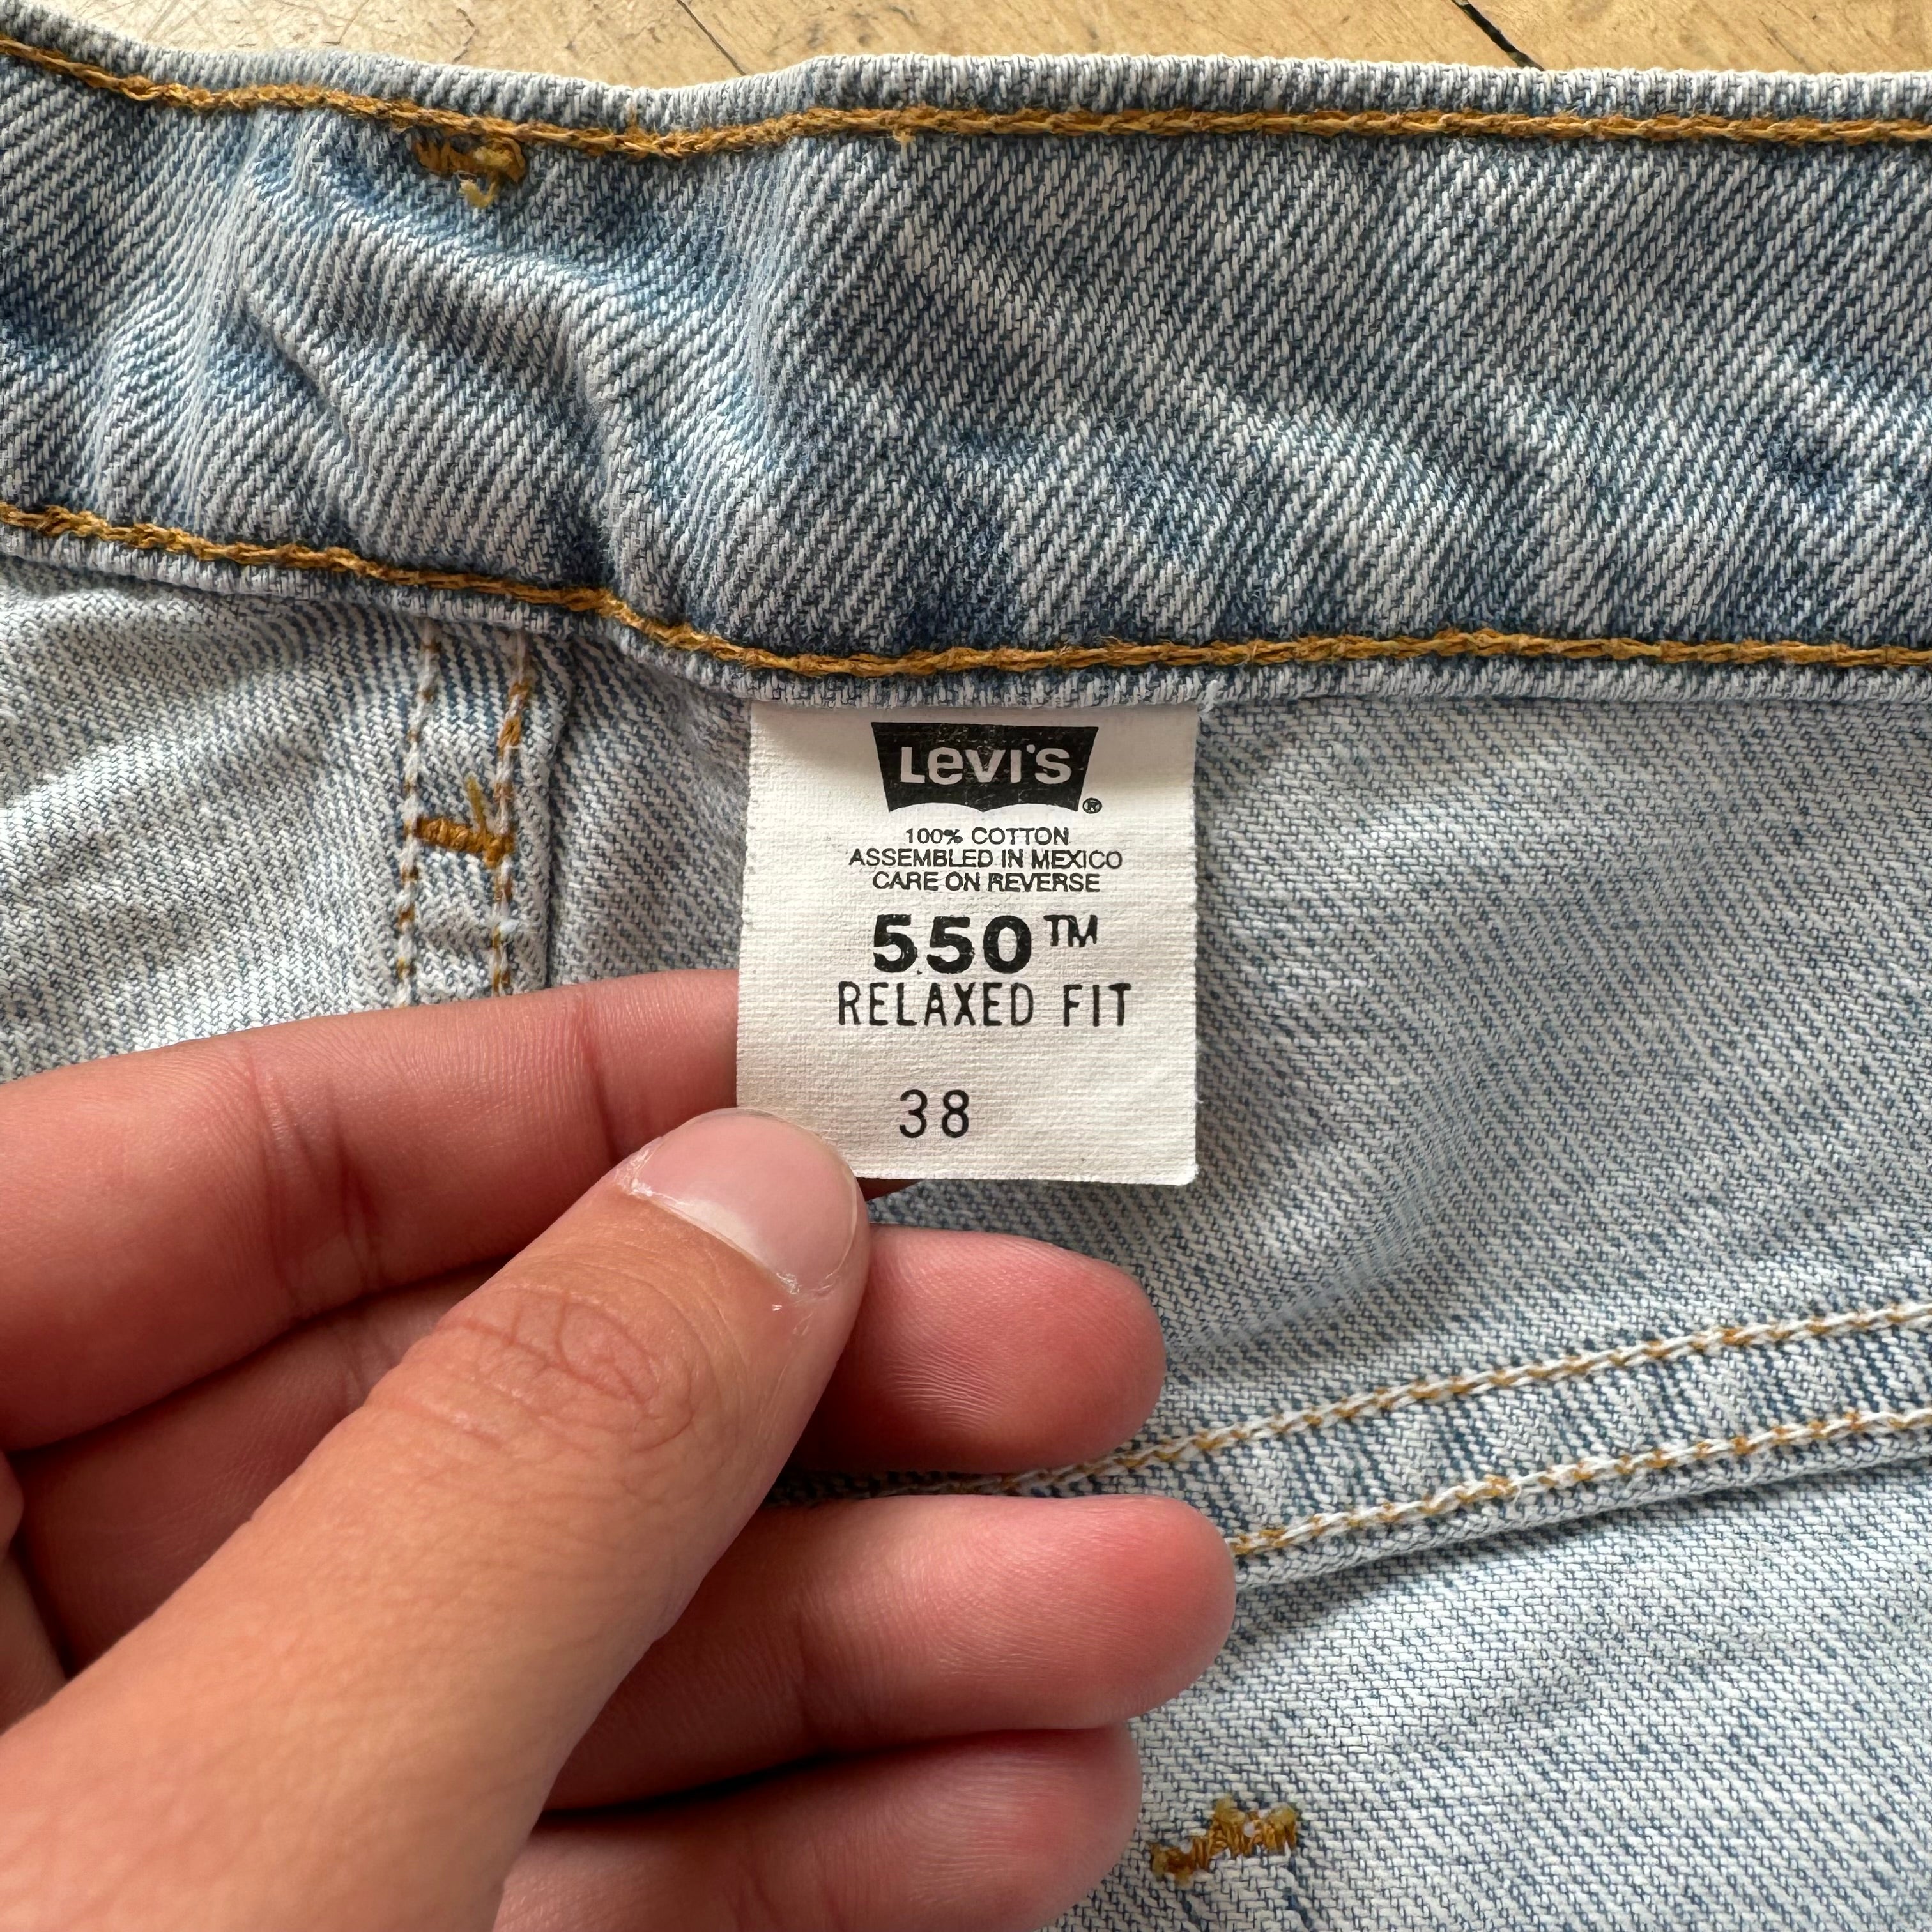 Levi's ®
100% COTTON
ASSEMBLED IN MEXICO
CARE ON REVERSE
550™
RELAXED FIT
38